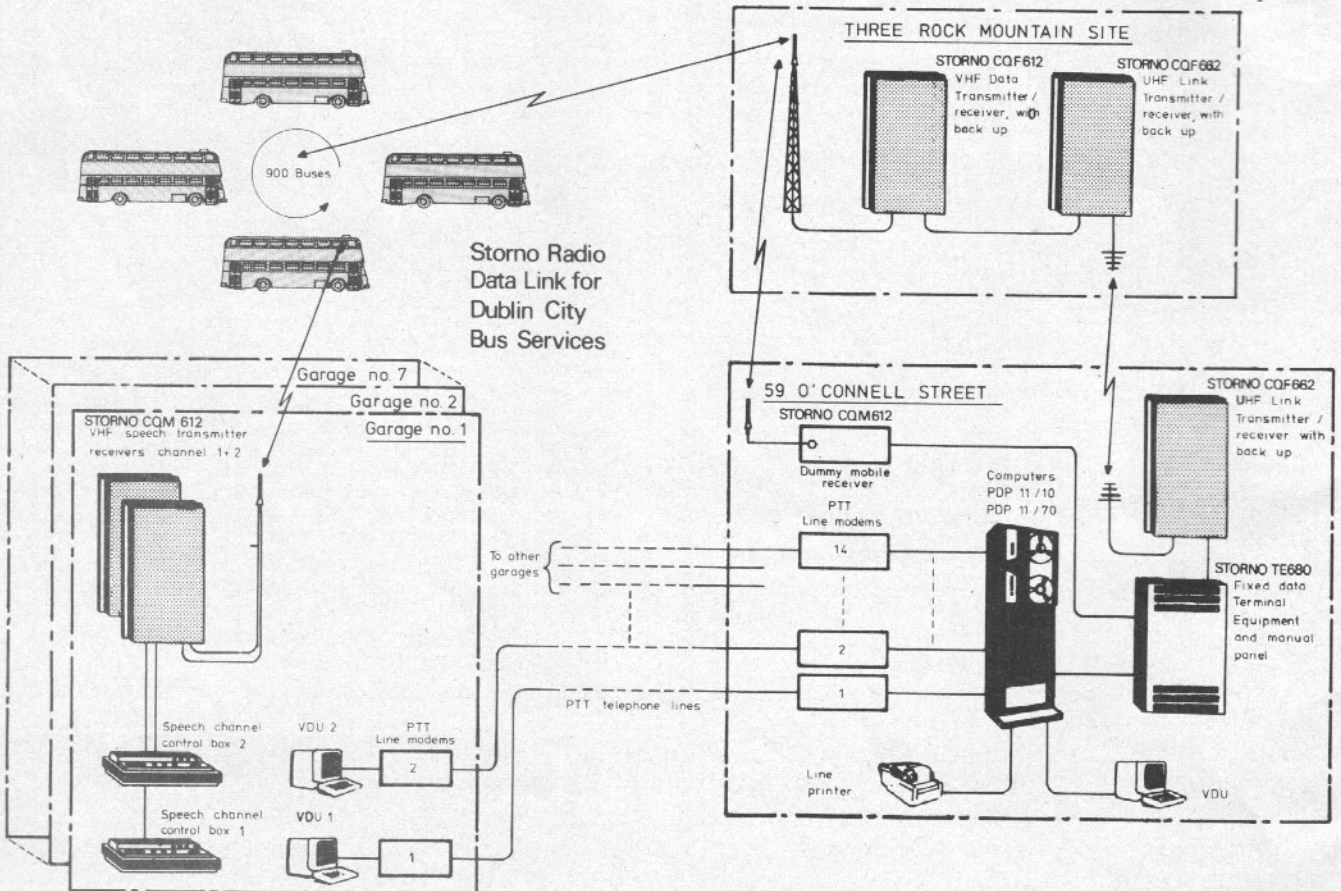 THREE ROCK MOUNTAIN SITE
STORNO CQF612
VHF Data
Transmitter /
receiver, with
back up
STORNO CQF662
UHF Link
Transmitter /
receiver, with
back up
900 Buses
Storno Radio
Data Link for
Dublin City
Bus Services
Garage no. 7
Garage no. 2
Garage no. 1
STORNO CQM 612
VHF speech transmitter
receivers channel 1+2
Speech channel
control box 2
Speech channel
control box 1
VDU 2
VDU 1
PTT
Line modems
2
1
To other
garages
PTT telephone lines
59 O'CONNELL STREET
STORNO CQM612
Dummy mobile
receiver
PTT
Line modems
14
2
1
Computers
PDP 11/10
PDP 11/70
STORNO CQF662
UHF Link
Transmitter /
receiver with
back up
STORNO TE680
Fixed data
Terminal
Equipment
and manual
panel
Line
printer
VDU